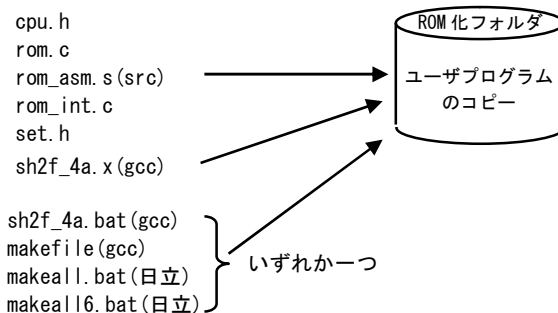 cpu.h
rom.c
rom_asm.s(src)
rom_int.c
set.h
sh2f_4a.x(gcc)
ROM化フォルダ
ユーザプログラム
のコピー
sh2f_4a.bat(gcc)
makefile(gcc)
makeall.bat(日立)
makeall6.bat(日立)
いずれか一つ